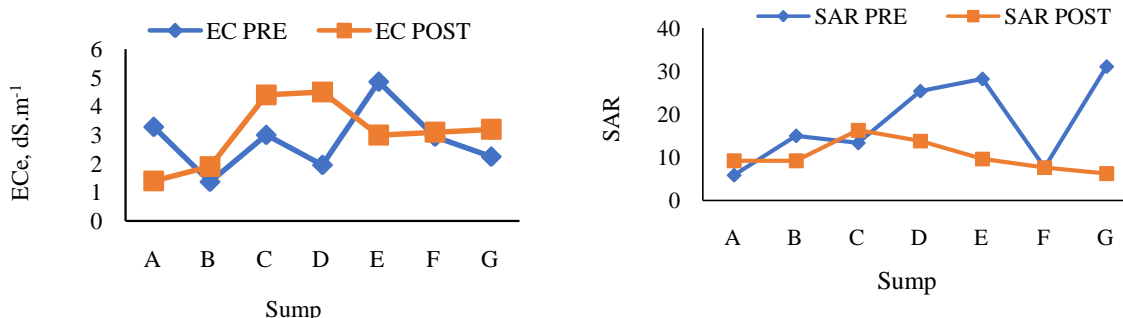 EC PRE EC POST
ECe, dS.m-1
6
5
4
3
2
1
0
A B C D E F G
Sump
SAR PRE SAR POST
SAR
40
30
20
10
0
A B C D E F G
Sump